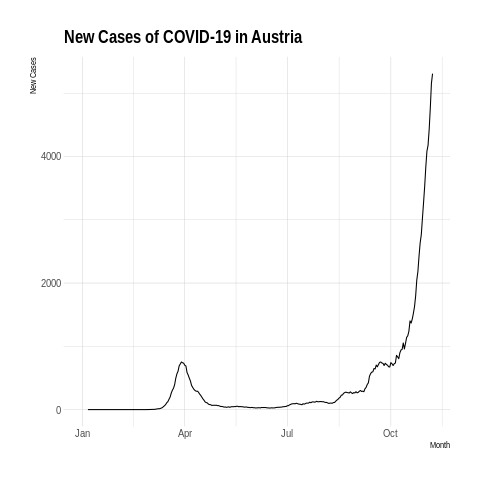 New Cases of COVID-19 in Austria
New Cases
4000
2000
0
Jan Apr Jul Oct
Month